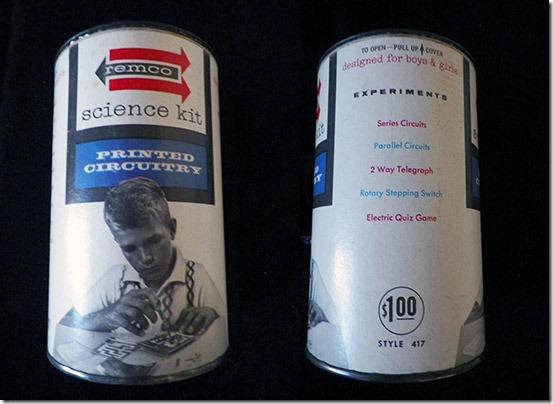 remco
science kit
PRINTED
CIRCUITRY
TO OPEN - PULL UP COVER
designed for boys & girls
EXPERIMENTS
Series Circuits
Parallel Circuits
2 Way Telegraph
Rotary Stepping Switch
Electric Quiz Game
$1.00
STYLE 417